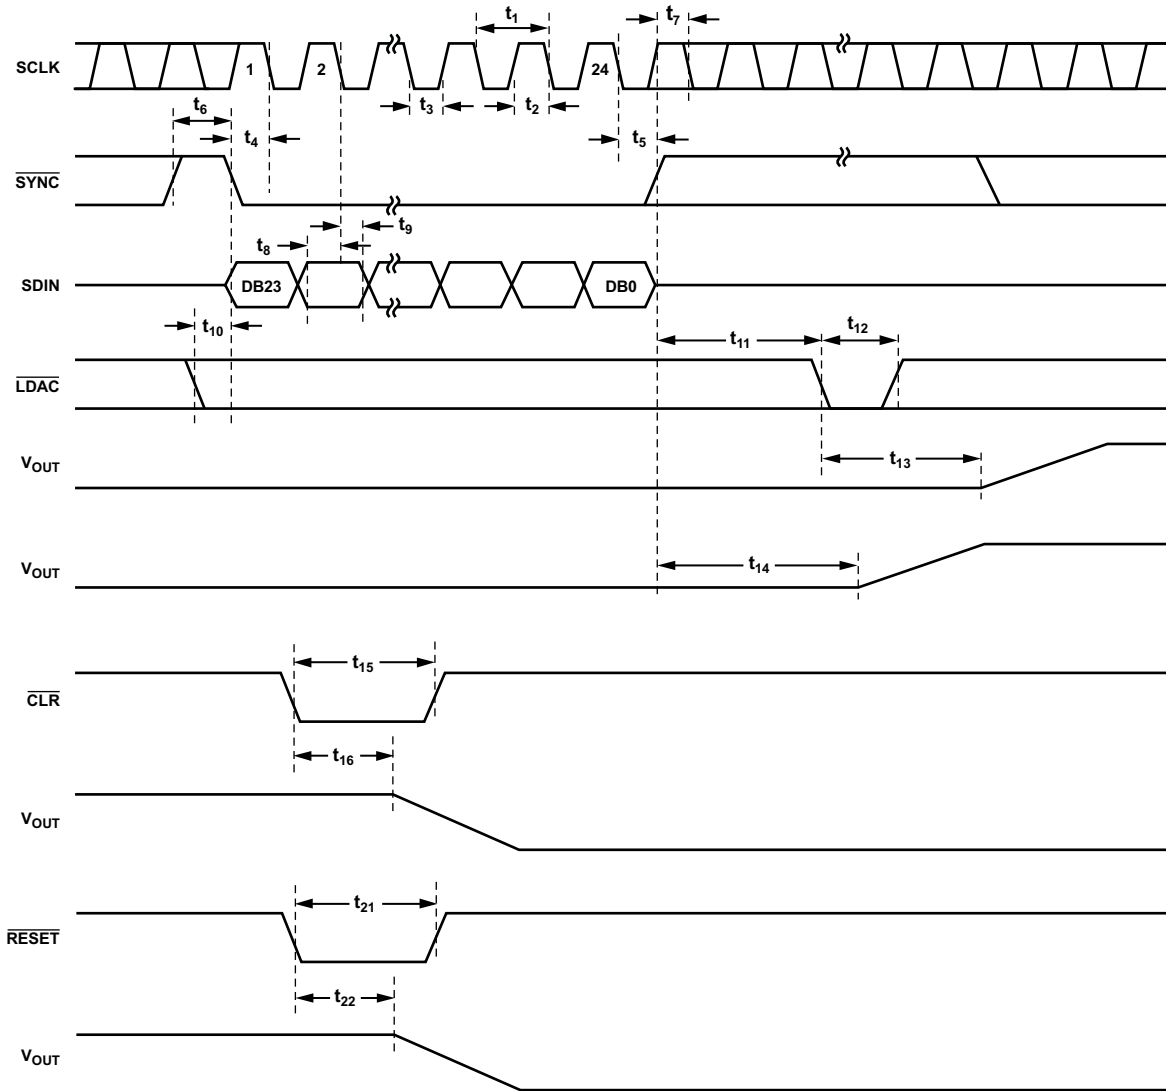 t1
t7
SCLK
1
2
24
t3
t2
t6
t4
t5
SYNC
t9
t8
SDIN
DB23
DB0
t10
t11
t12
LDAC
VOUT
t13
VOUT
t14
t15
CLR
t16
VOUT
t21
RESET
t22
VOUT